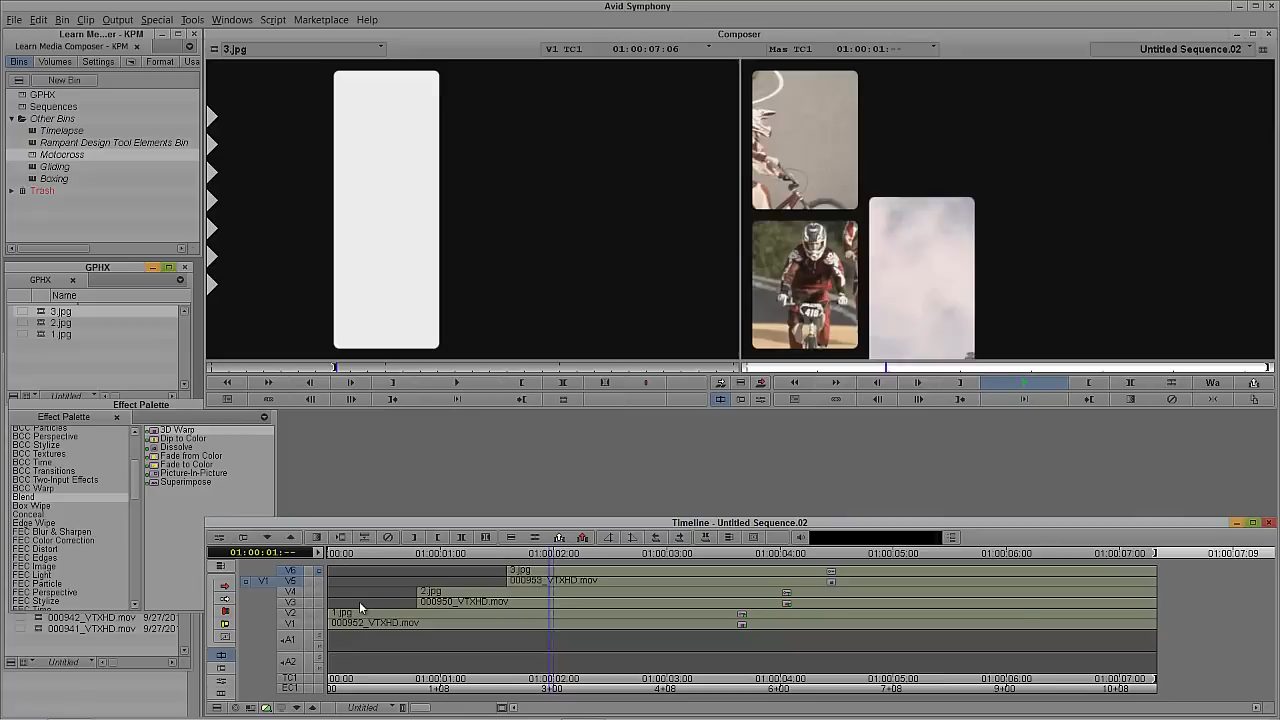 Avid Symphony
File Edit Bin Clip Output Special Tools Windows Script Marketplace Help
Learn Me...er - KPM
Composer
Learn Media Composer - KPM
3.jpg V1 TC1 01:00:07:06 Mas TC1 01:00:01:-- Untitled Sequence.02
Bins Volumes Settings Format Usa
New Bin
GPHX
Sequences
Other Bins
Timelapse
Rampant Design Tool Elements Bin
Motocross
Gliding
Boxing
Trash
GPHX
GPHX
Name
3.jpg
2.jpg
1.jpg
Untitled
Wa
Effect Palette
Effect Palette
BCC Particles
BCC Perspective
BCC Stylize
BCC Textures
BCC Time
BCC Transitions
BCC Two-Input Effects
BCC Warp
Blend
Box Wipe
Conceal
Edge Wipe
FEC Blur & Sharpen
FEC Color Correction
FEC Distort
FEC Edges
FEC Image
FEC Light
FEC Particle
FEC Perspective
FEC Stylize
FEC Time
3D Warp
Dip to Color
Dissolve
Fade from Color
Fade to Color
Picture-In-Picture
Superimpose
000942_VTXHD.mov 9/27/20
000941_VTXHD.mov 9/27/20
Untitled
418
Timeline - Untitled Sequence.02
01:00:01:-- 00:00 01:00:01:00 01:00:02:00 01:00:03:00 01:00:04:00 01:00:05:00 01:00:06:00 01:00:07:00 01:00:07:09
V6 3.jpg
V1 V5 000953_VTXHD.mov
V4 2.jpg
V3 000950_VTXHD.mov
V2 1.jpg
V1 000952_VTXHD.mov
A1
A2
TC1 00:00 01:00:01:00 01:00:02:00 01:00:03:00 01:00:04:00 01:00:05:00 01:00:06:00 01:00:07:00
EC1 00 1+08 3+00 4+08 6+00 7+08 9+00 10+08
Untitled